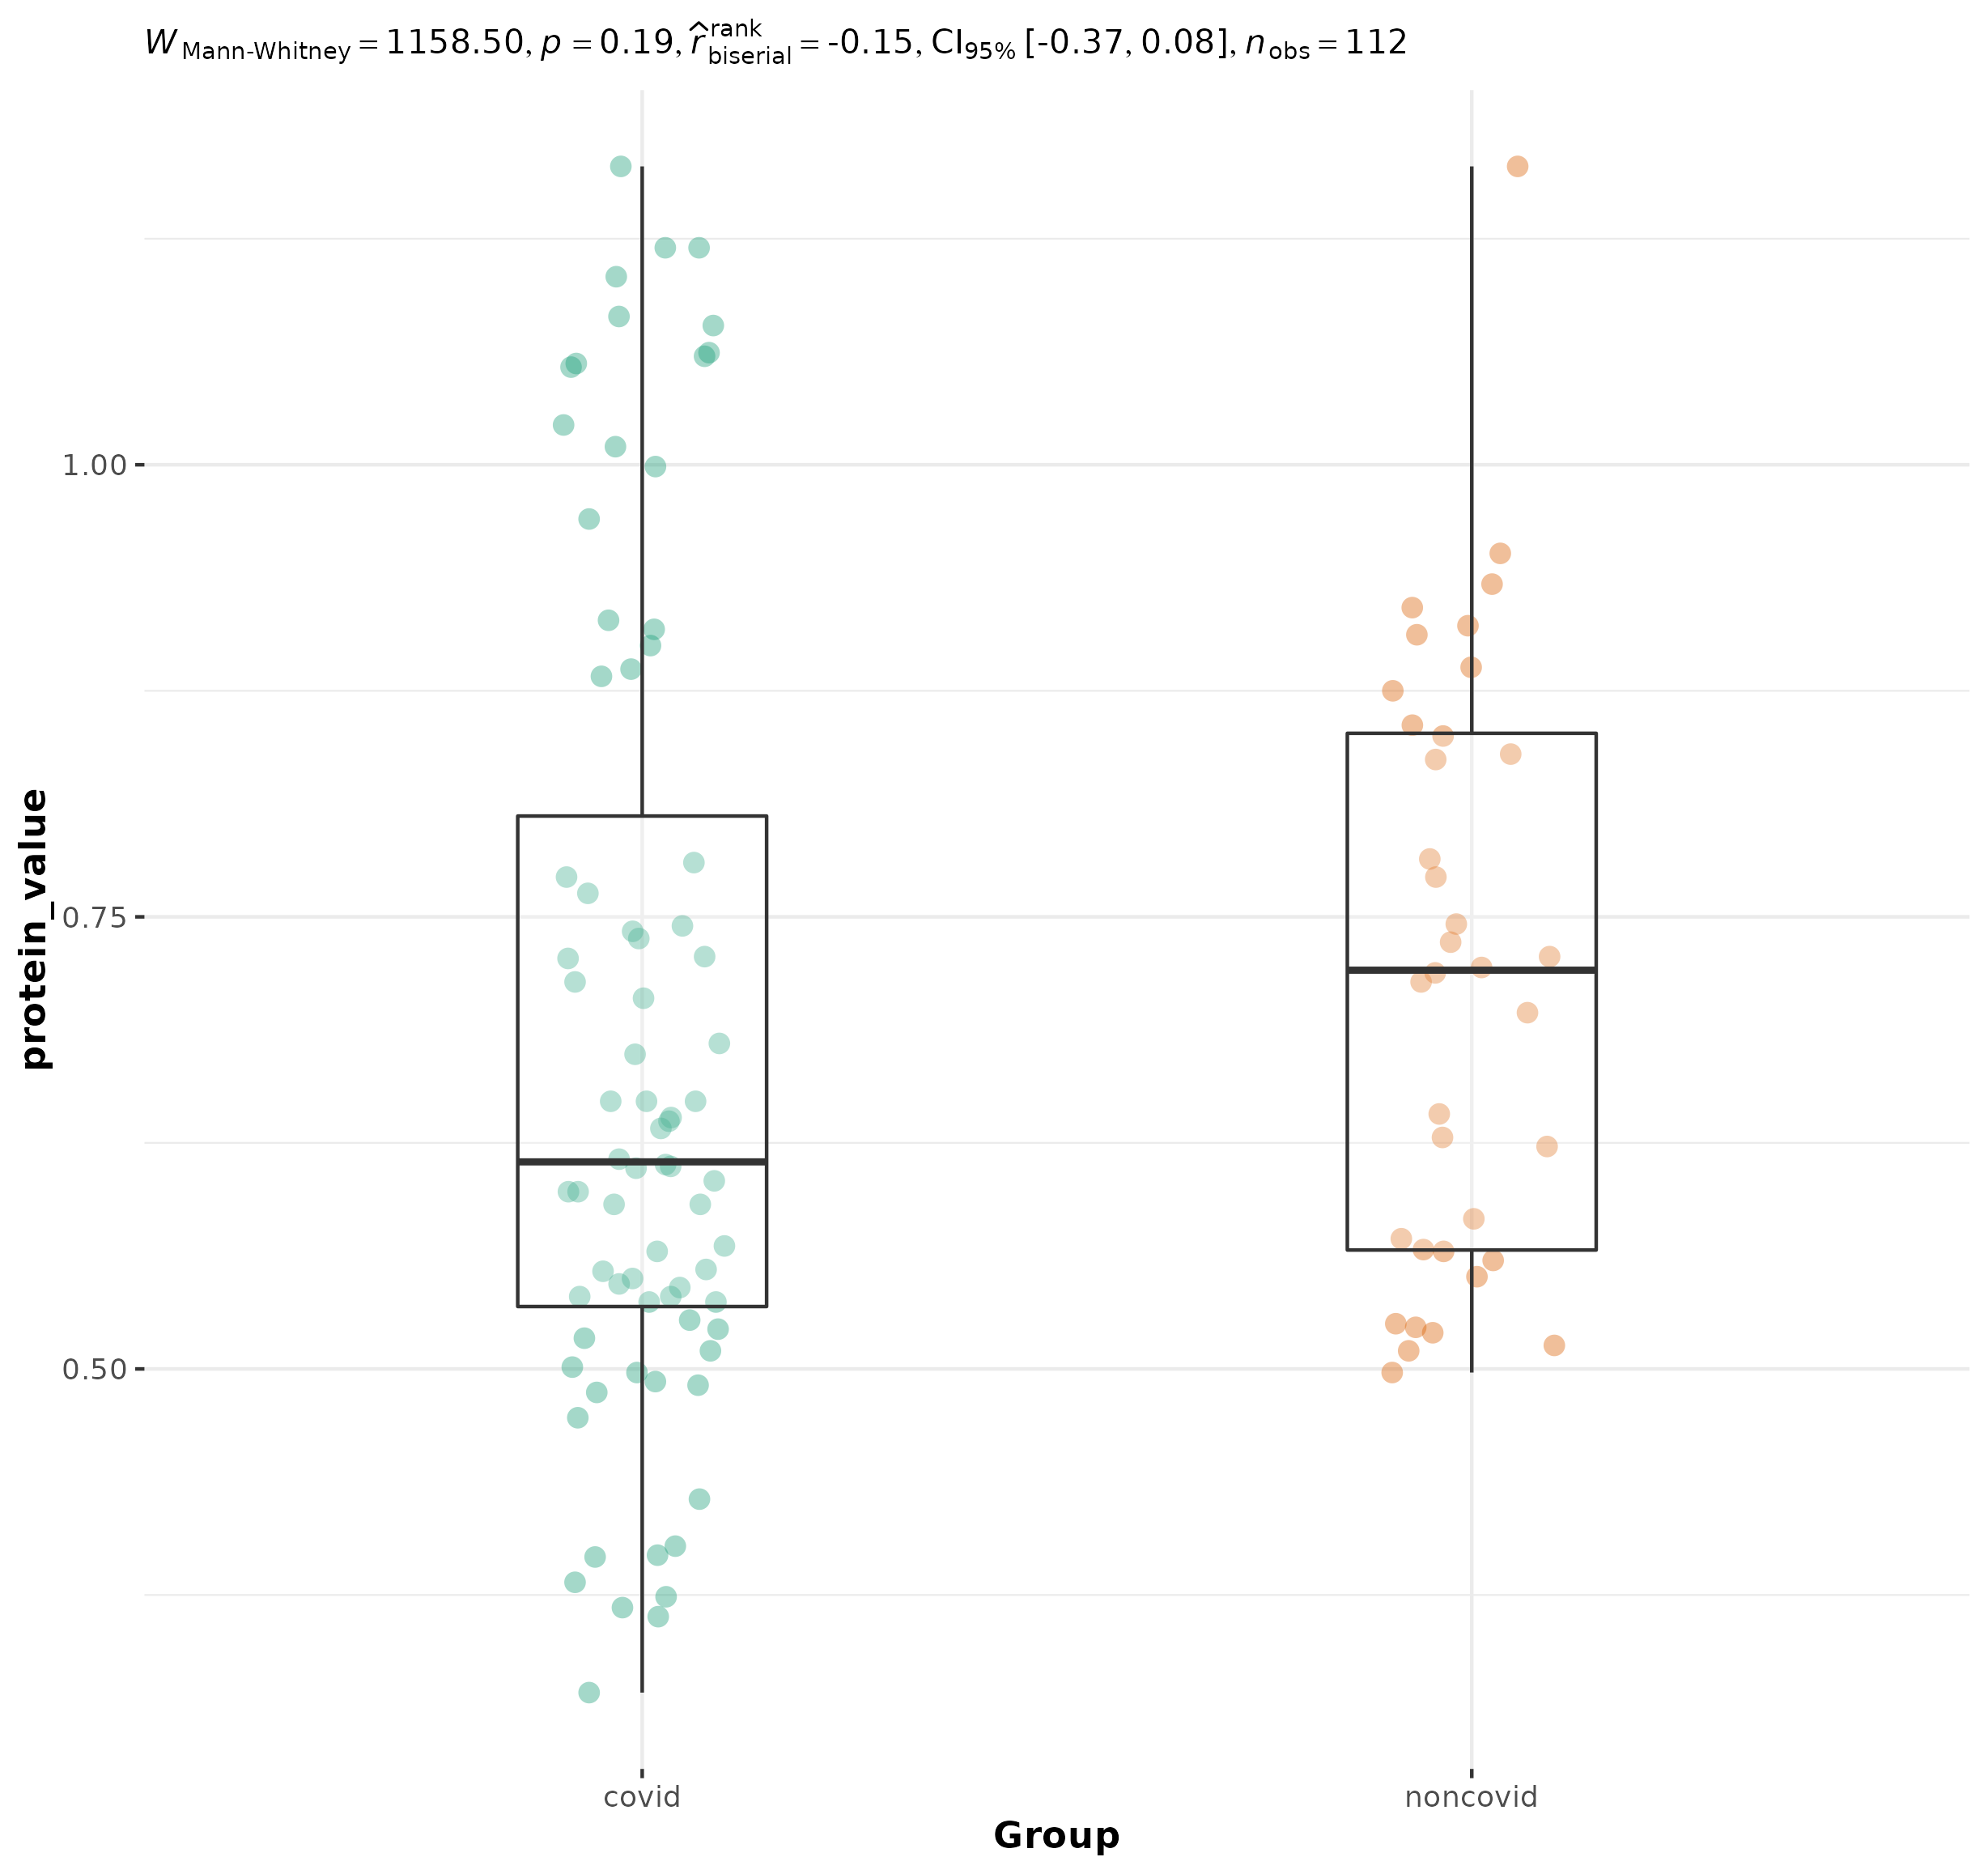 W Mann-Whitney = 1158.50, p = 0.19, r̂ rank biserial = -0.15, CI95% [-0.37, 0.08], n obs = 112
1.00
0.75
0.50
protein_value
covid noncovid
Group